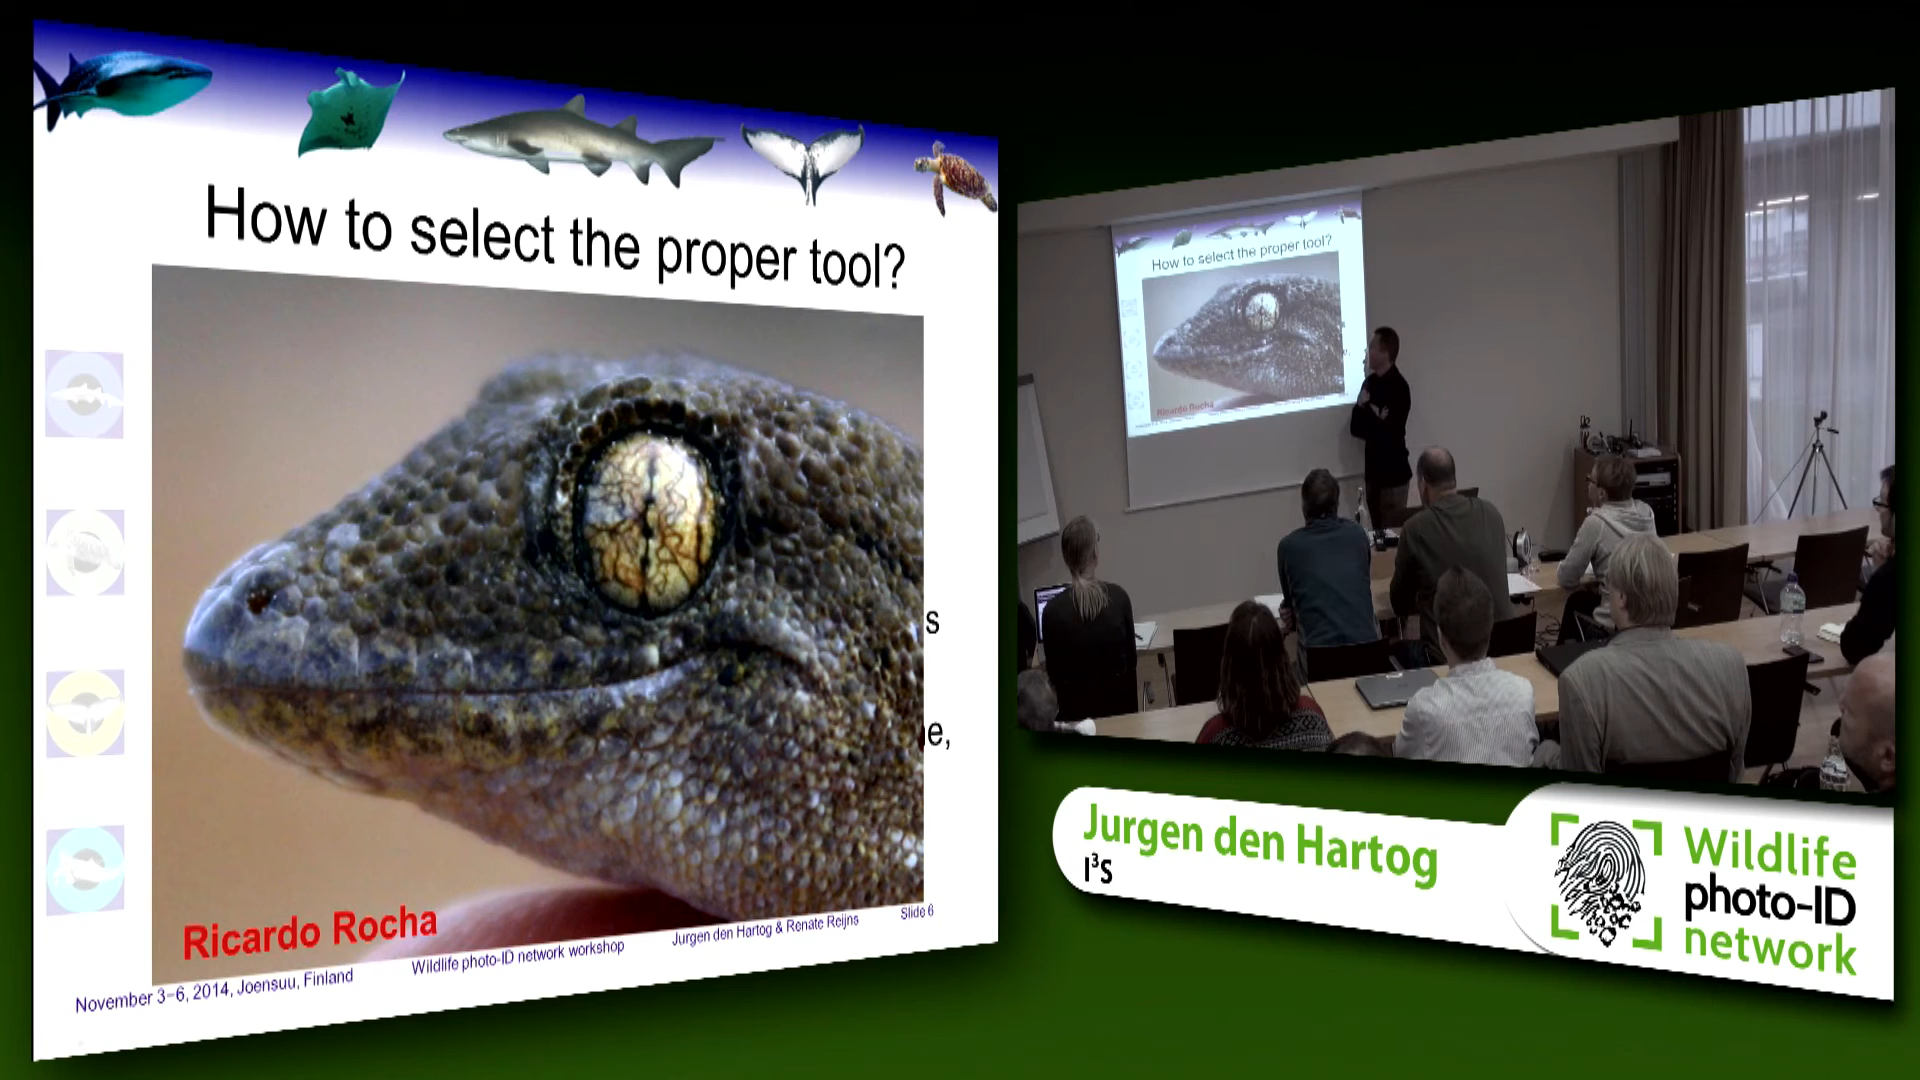 How to select the proper tool?
s
e,
Ricardo Rocha
November 3-6, 2014, Joensuu, Finland
Wildlife photo-ID network workshop
Jurgen den Hartog & Renate Reijns
Slide 6
How to select the proper tool?
Ricardo Rocha
Jurgen den Hartog
I³S
Wildlife
photo-ID
network